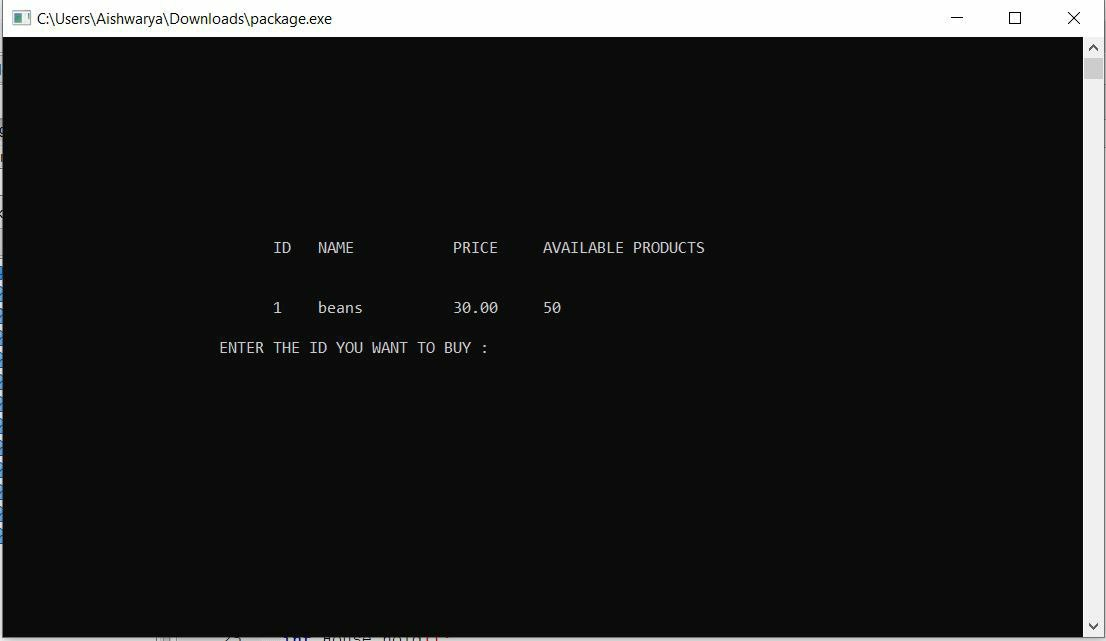 C:\Users\Aishwarya\Downloads\package.exe
ID NAME PRICE AVAILABLE PRODUCTS
1 beans 30.00 50
ENTER THE ID YOU WANT TO BUY :